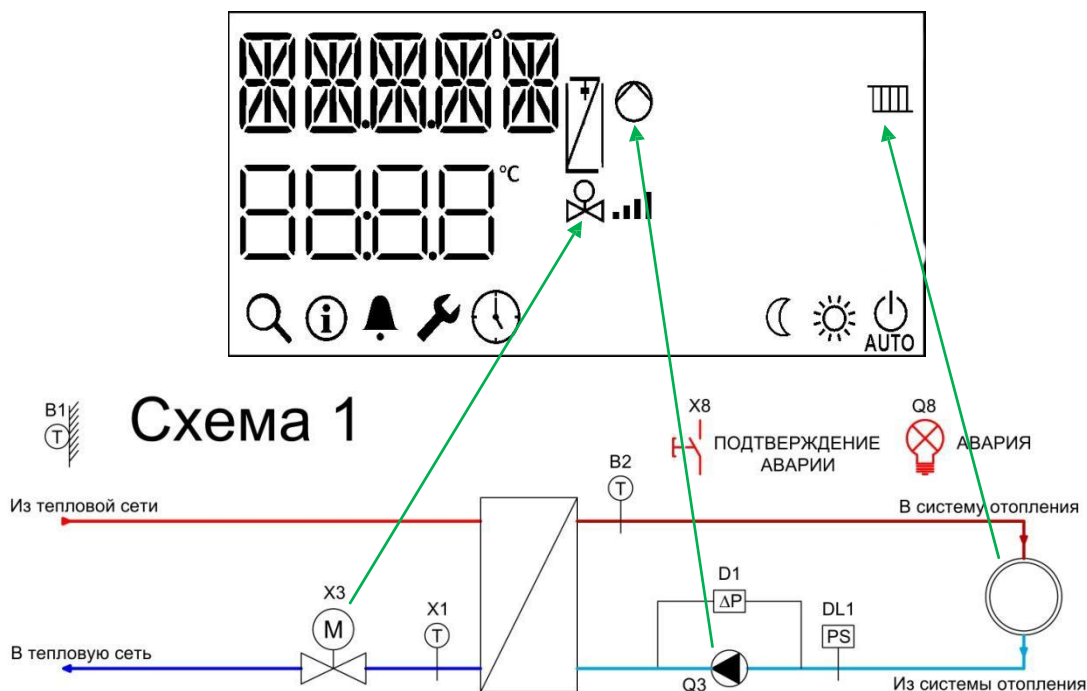 °C
AUTO
B1
T
Схема 1
X8
ПОДТВЕРЖДЕНИЕ
АВАРИИ
Q8
АВАРИЯ
B2
T
Из тепловой сети
В систему отопления
X3
M
X1
T
D1
ΔP
DL1
PS
В тепловую сеть
Q3
Из системы отопления